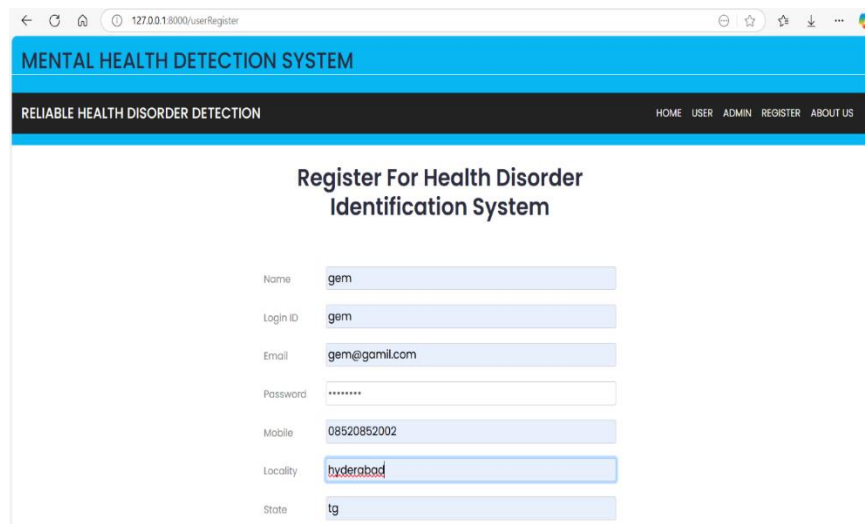 127.0.0.1:8000/userRegister
MENTAL HEALTH DETECTION SYSTEM
RELIABLE HEALTH DISORDER DETECTION HOME USER ADMIN REGISTER ABOUT US
Register For Health Disorder
Identification System
Name gem
Login ID gem
Email gem@gamil.com
Password ••••••••
Mobile 08520852002
Locality hyderabad
State tg